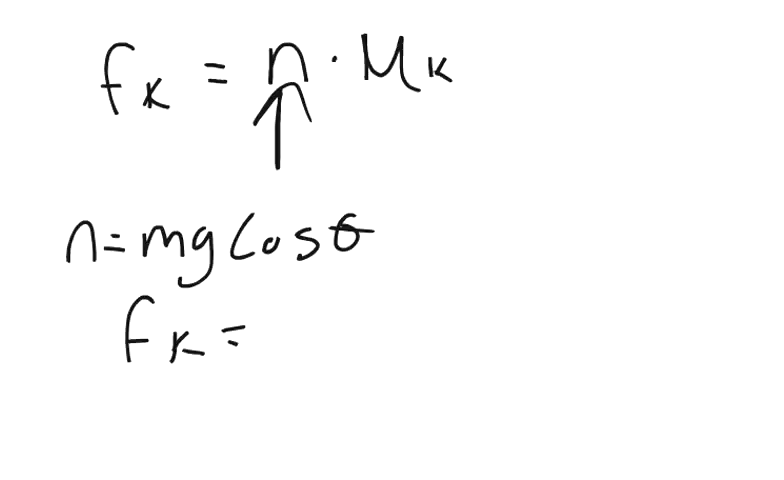 fₖ = n · μₖ
n = mg cos θ
fₖ =